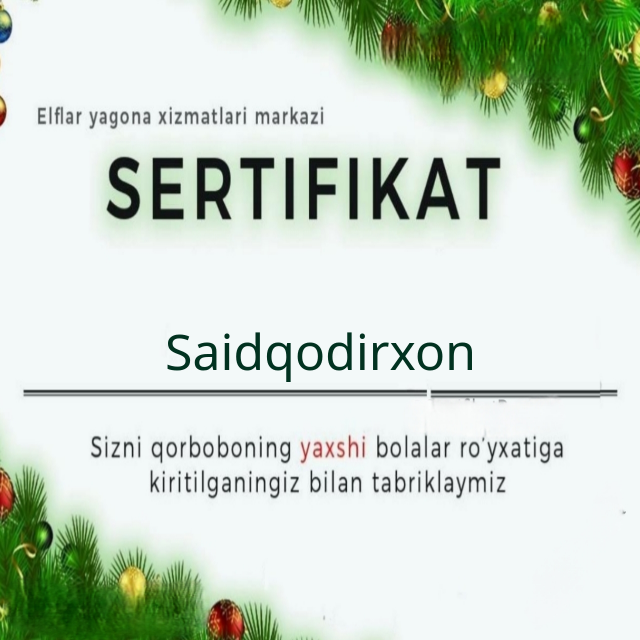 Elflar yagona xizmatlari markazi
SERTIFIKAT
Saidqodirxon
Sizni qorboboning yaxshi bolalar ro'yxatiga
kiritilganingiz bilan tabriklaymiz